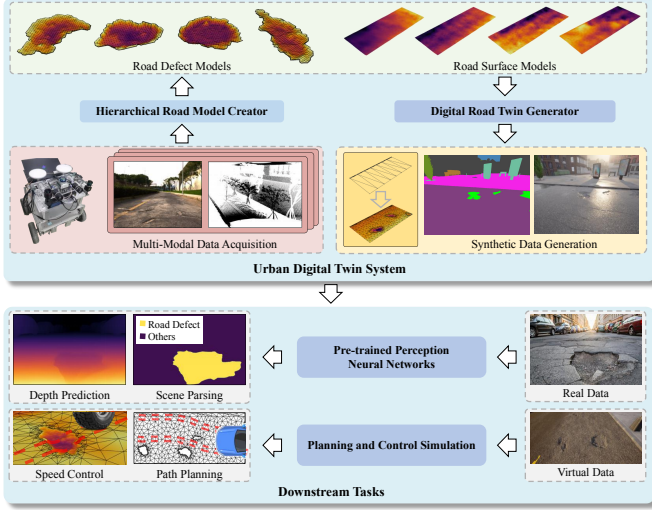 Road Defect Models
Road Surface Models
Hierarchical Road Model Creator
Digital Road Twin Generator
Multi-Modal Data Acquisition
Synthetic Data Generation
Urban Digital Twin System
Road Defect
Others
Depth Prediction
Scene Parsing
Pre-trained Perception
Neural Networks
Real Data
Speed Control
Path Planning
Planning and Control Simulation
Virtual Data
Downstream Tasks